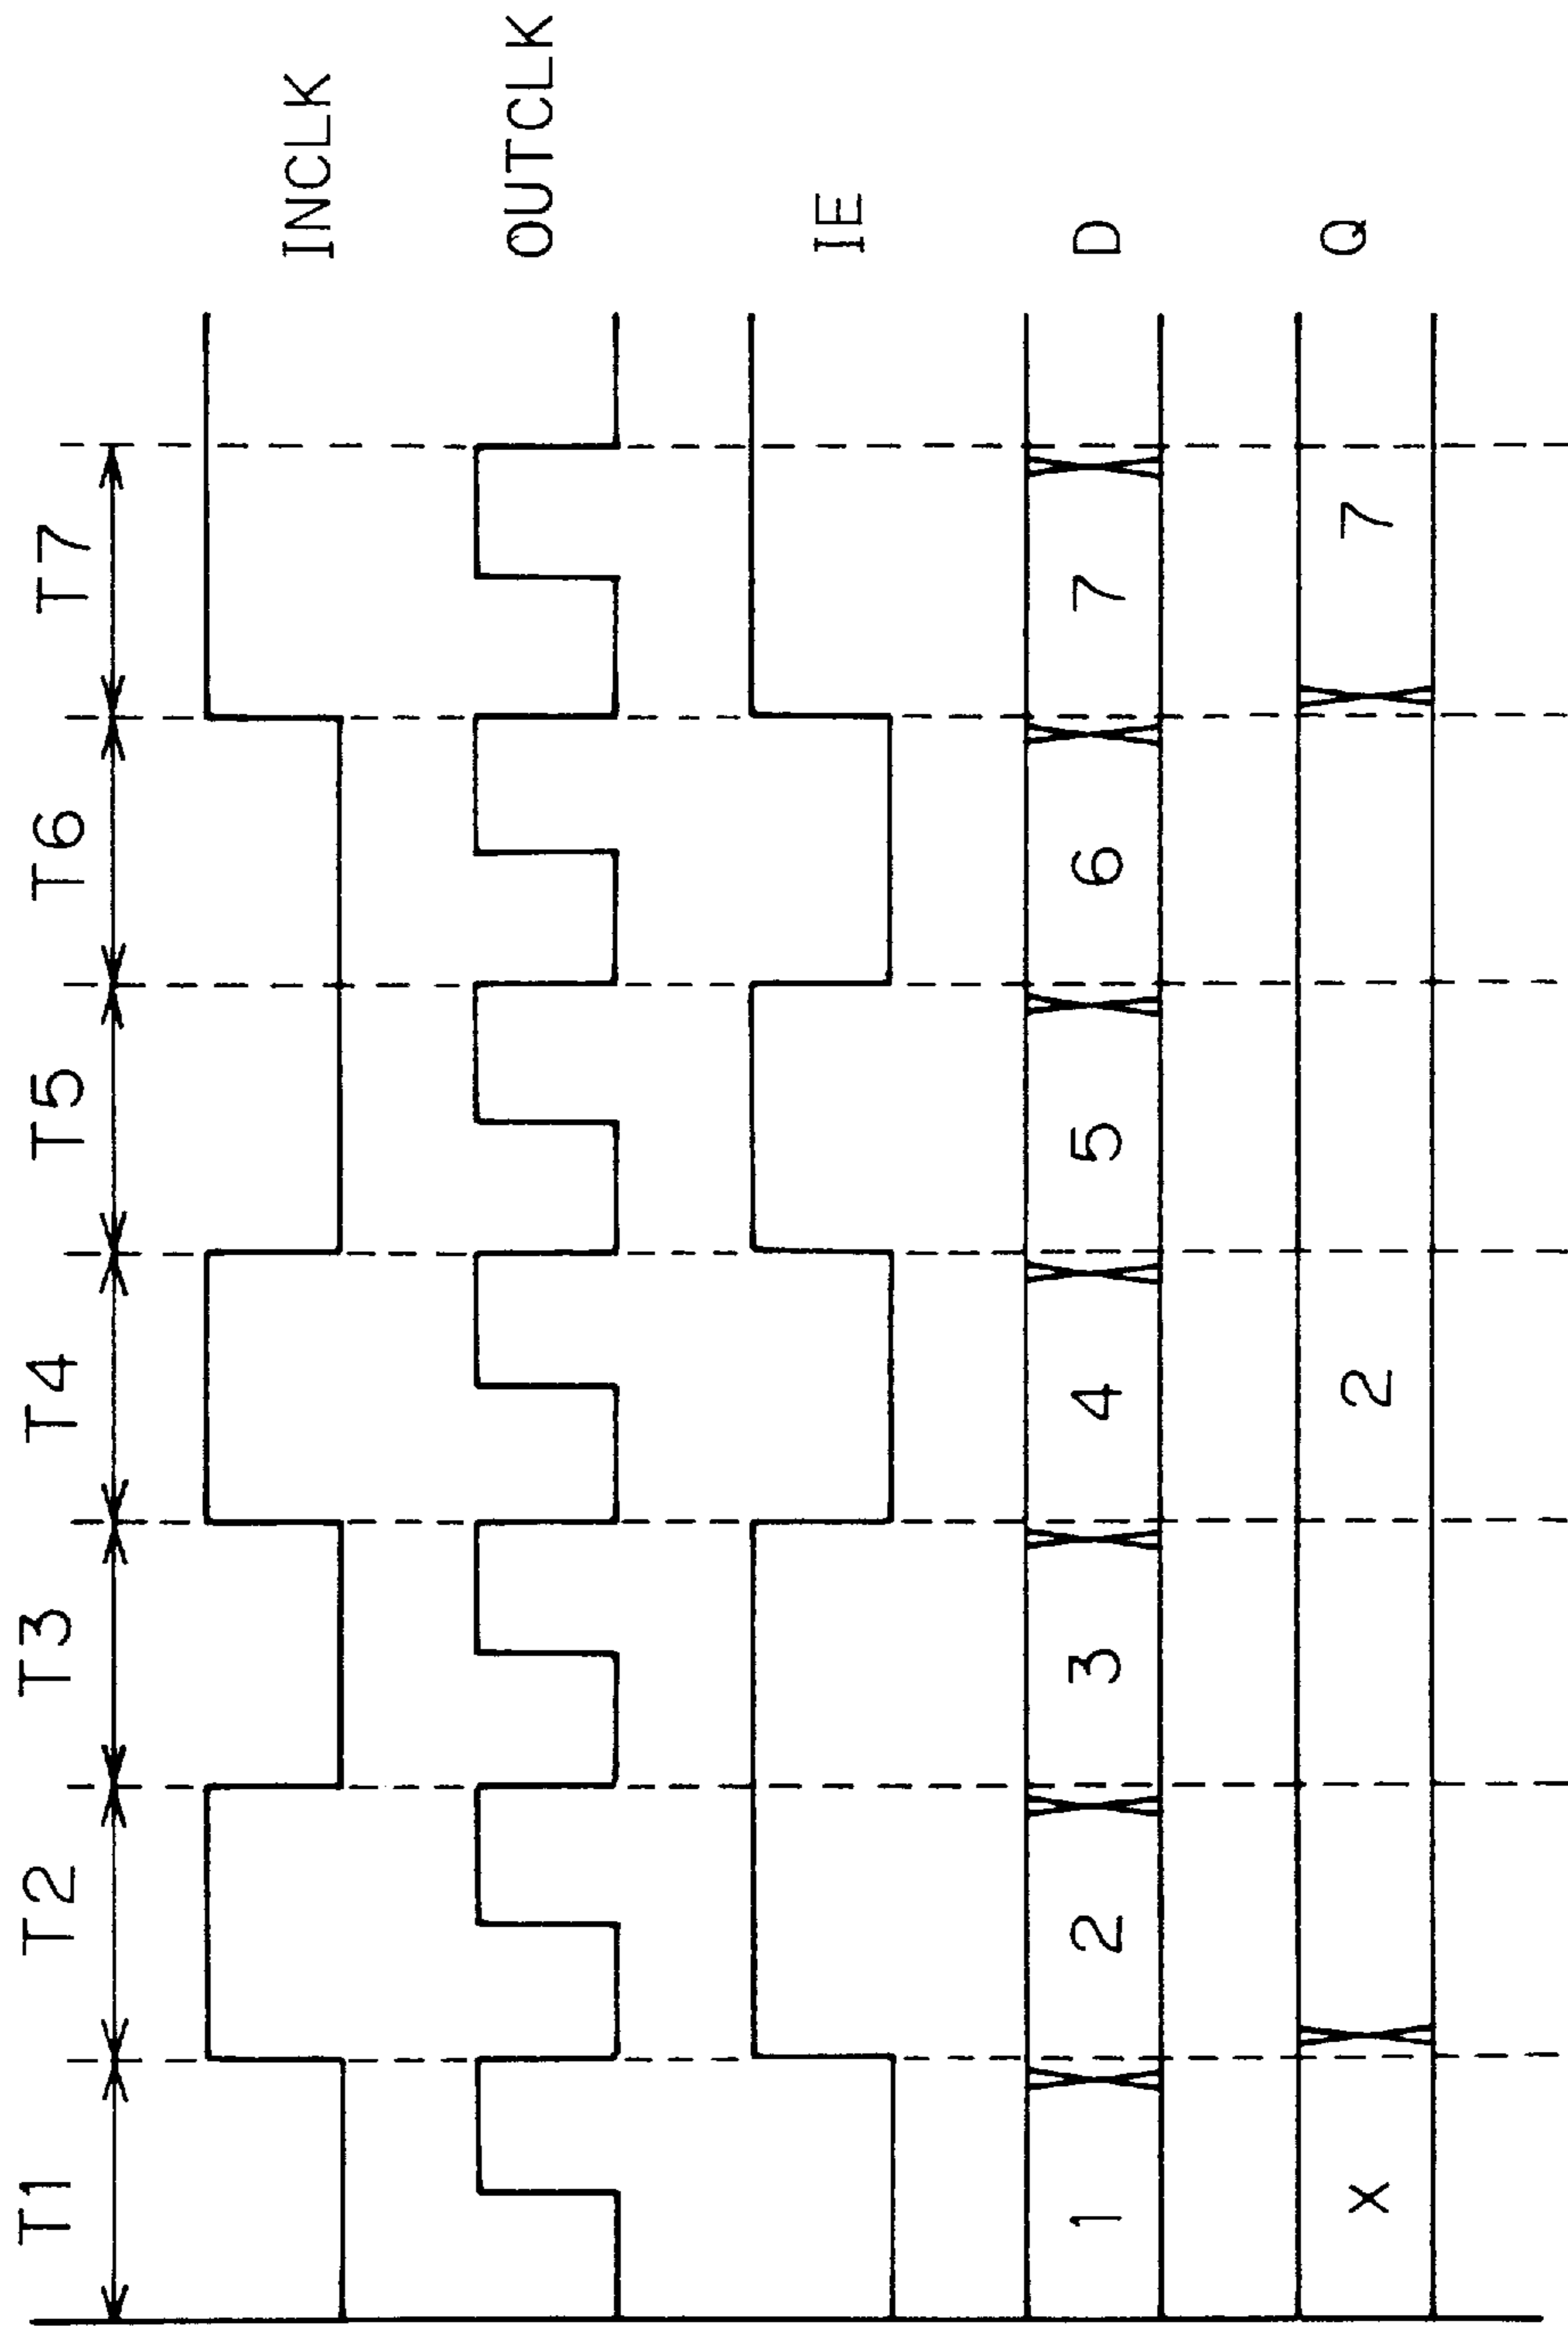 T1 T2 T3 T4 T5 T6 T7
INCLK
OUTCLK
IE
1 2 3 4 5 6 7 D
X 2 7 Q